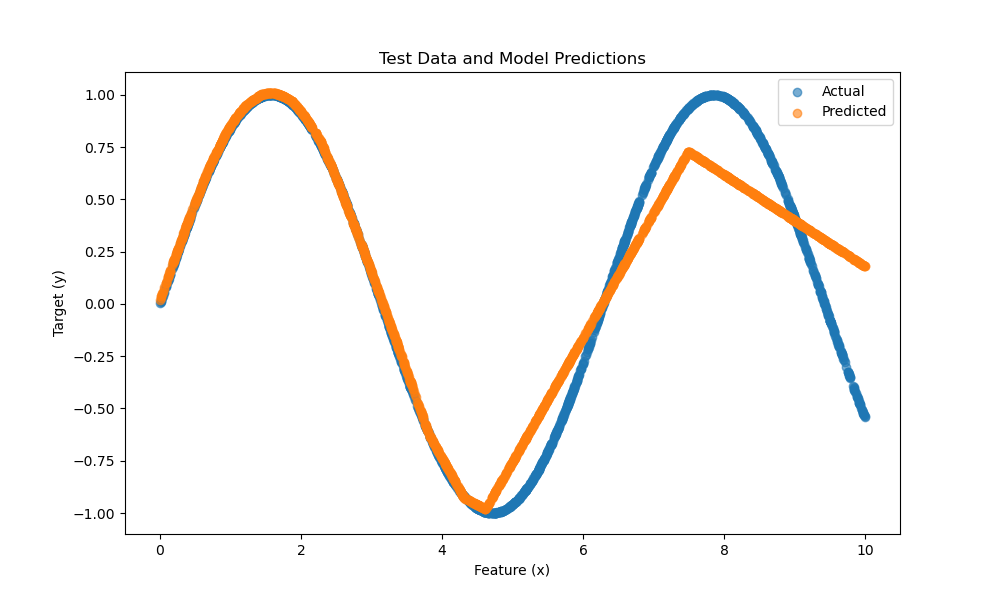 Test Data and Model Predictions
Actual
Predicted
1.00
0.75
0.50
0.25
0.00
−0.25
−0.50
−0.75
−1.00
Target (y)
0 2 4 6 8 10
Feature (x)